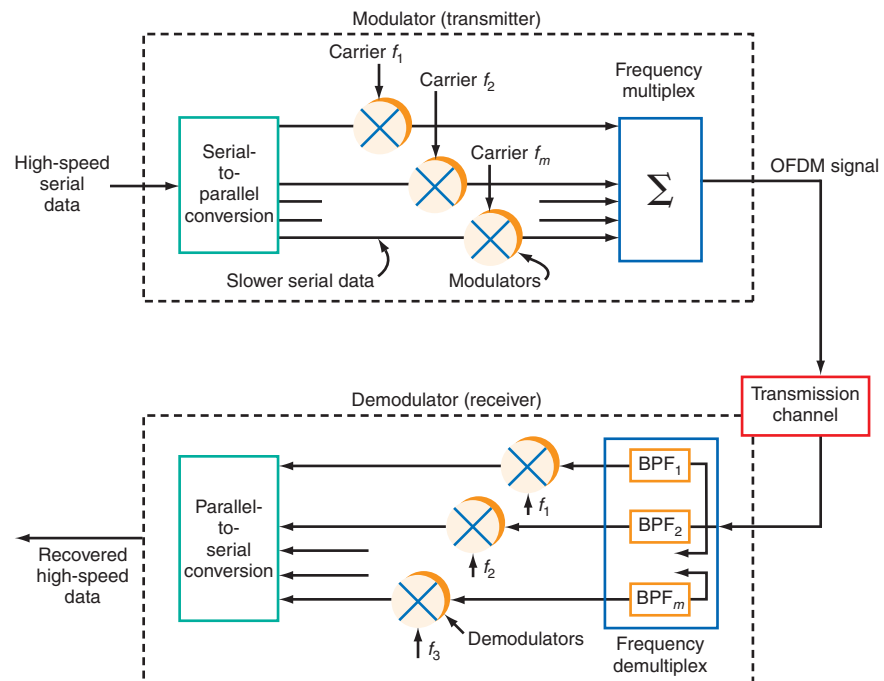 Modulator (transmitter)
Carrier f1
Carrier f2
Carrier fm
Frequency
multiplex
High-speed
serial
data
Serial-
to-
parallel
conversion
Σ
OFDM signal
Slower serial data
Modulators
Transmission
channel
Demodulator (receiver)
Parallel-
to-
serial
conversion
f1
f2
f3
BPF1
BPF2
BPFm
Recovered
high-speed
data
Demodulators
Frequency
demultiplex